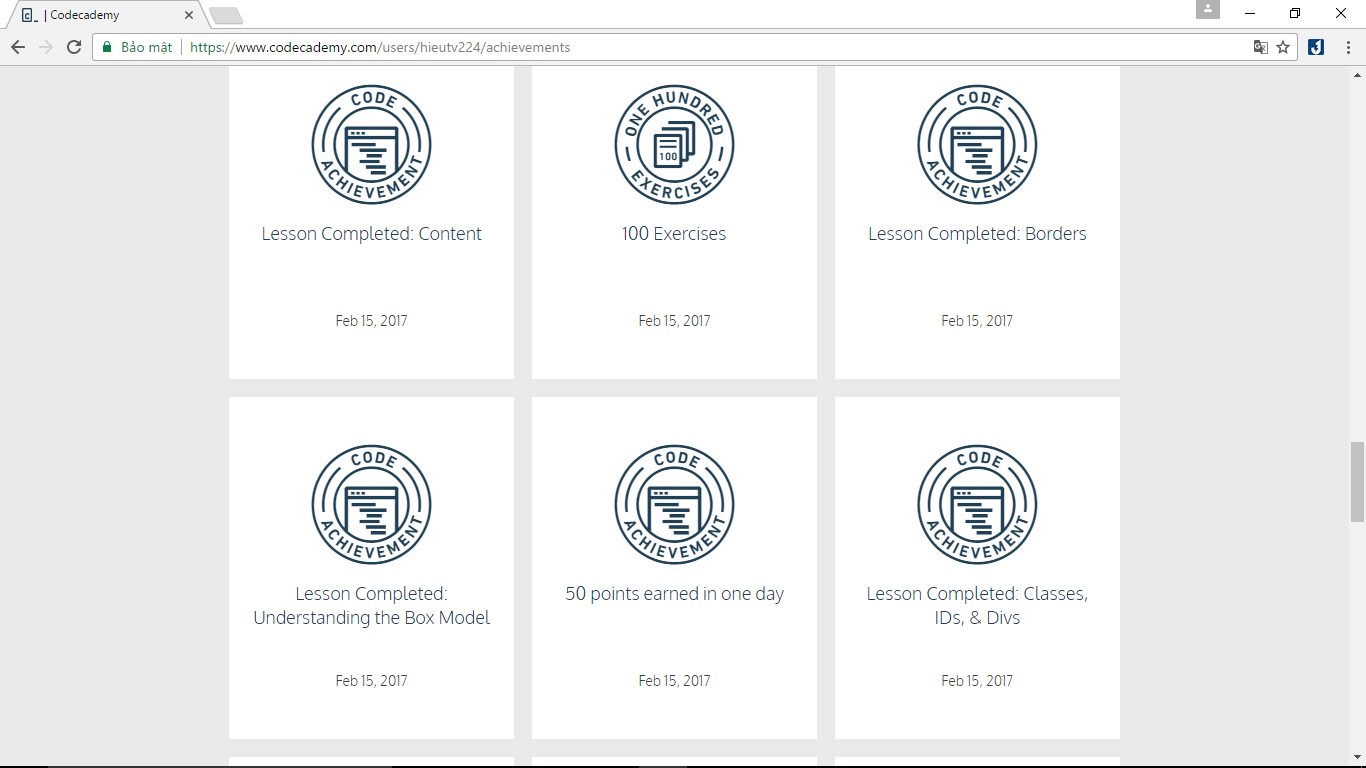 c_ | Codecademy
Bảo mật
https://www.codecademy.com/users/hieutv224/achievements
CODE ACHIEVEMENT
ONE HUNDRED EXERCISES
100
CODE ACHIEVEMENT
Lesson Completed: Content
100 Exercises
Lesson Completed: Borders
Feb 15, 2017
Feb 15, 2017
Feb 15, 2017
CODE ACHIEVEMENT
CODE ACHIEVEMENT
CODE ACHIEVEMENT
Lesson Completed:
Understanding the Box Model
50 points earned in one day
Lesson Completed: Classes,
IDs, & Divs
Feb 15, 2017
Feb 15, 2017
Feb 15, 2017